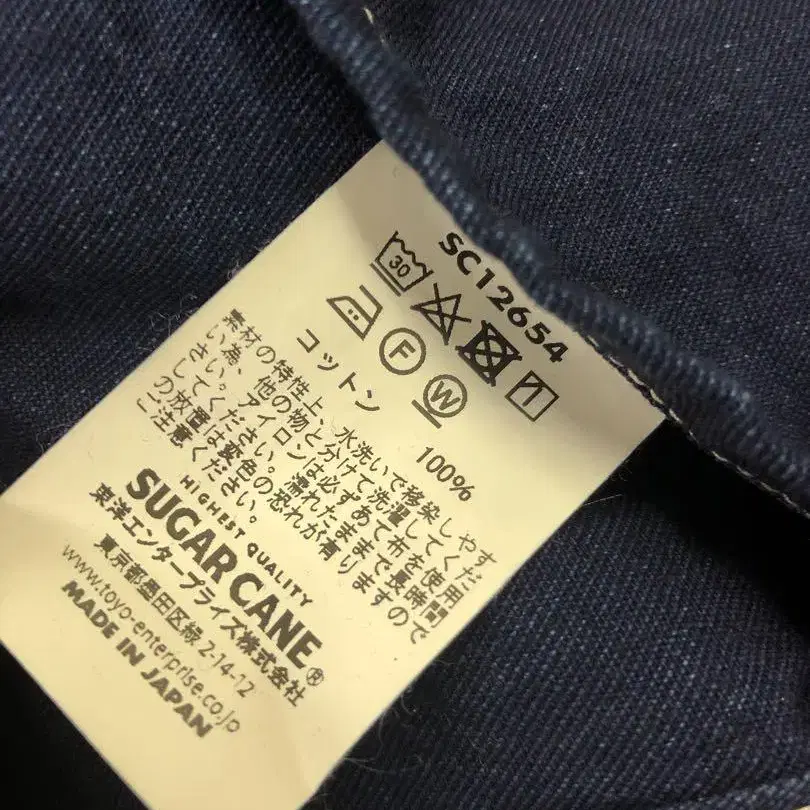 SC12654
30
F W
コットン 100%
素材の特性上、水洗いで移染しやす
い為、他の物と分けて洗濯してくだ
さい。アイロンは必ずあて布を使用
してください。濡れたままで長時間
の放置は変色の恐れが有りますので
ご注意ください。
SUGAR CANE®
HIGHEST QUALITY
東洋エンタープライズ株式会社
東京都墨田区緑 2-14-12
www.toyo-enterprise.co.jp
MADE IN JAPAN